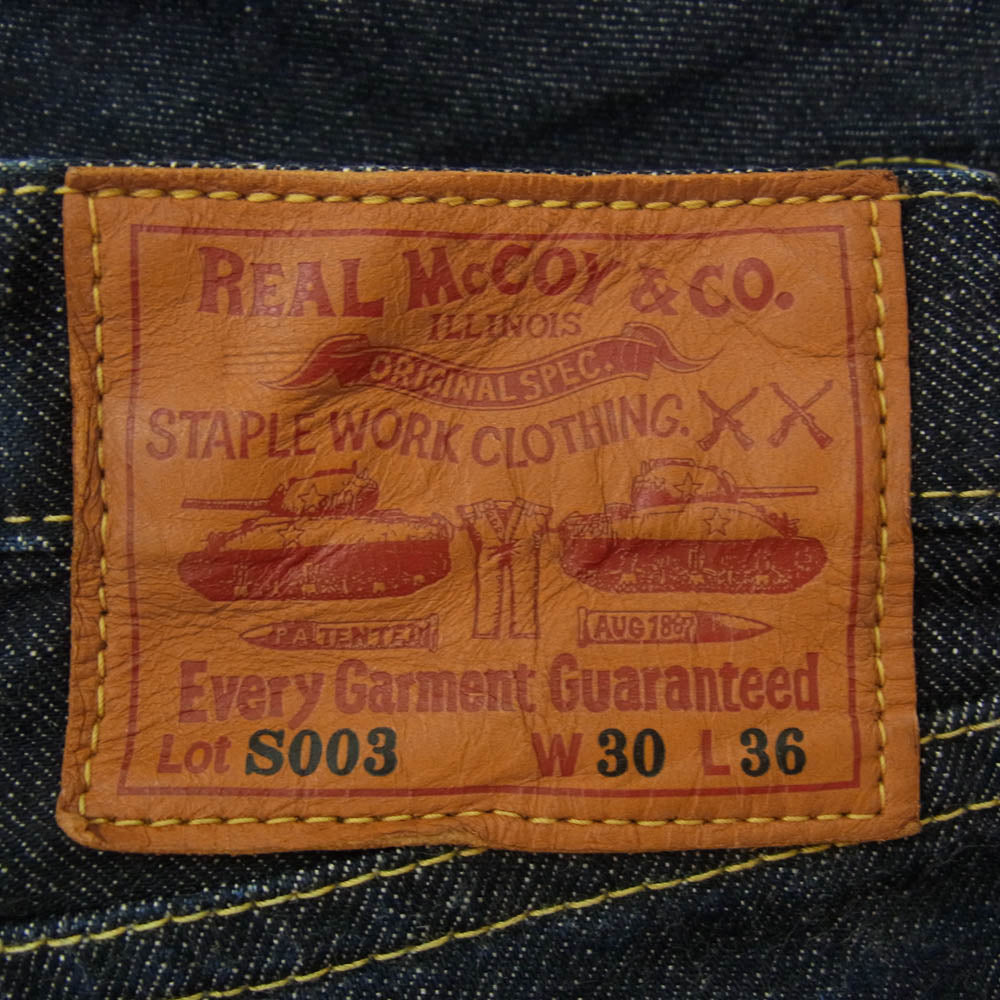 REAL McCOY & CO.
ILLINOIS
ORIGINAL SPEC.
STAPLE WORK CLOTHING. XX
PATENTED AUG 1867
Every Garment Guaranteed
Lot S003 W 30 L 36